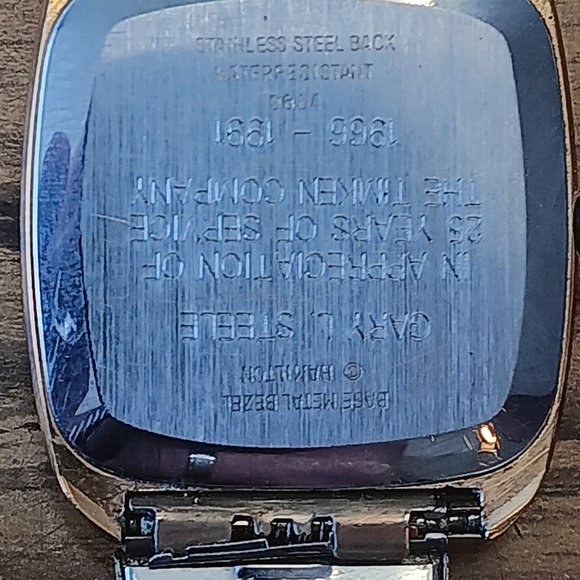 STAINLESS STEEL BACK
WATER RESISTANT
BASE METAL BEZEL
© HAMILTON
GARY L. STEELE
IN APPRECIATION OF
25 YEARS OF SERVICE
THE TIMKEN COMPANY
1966 - 1991